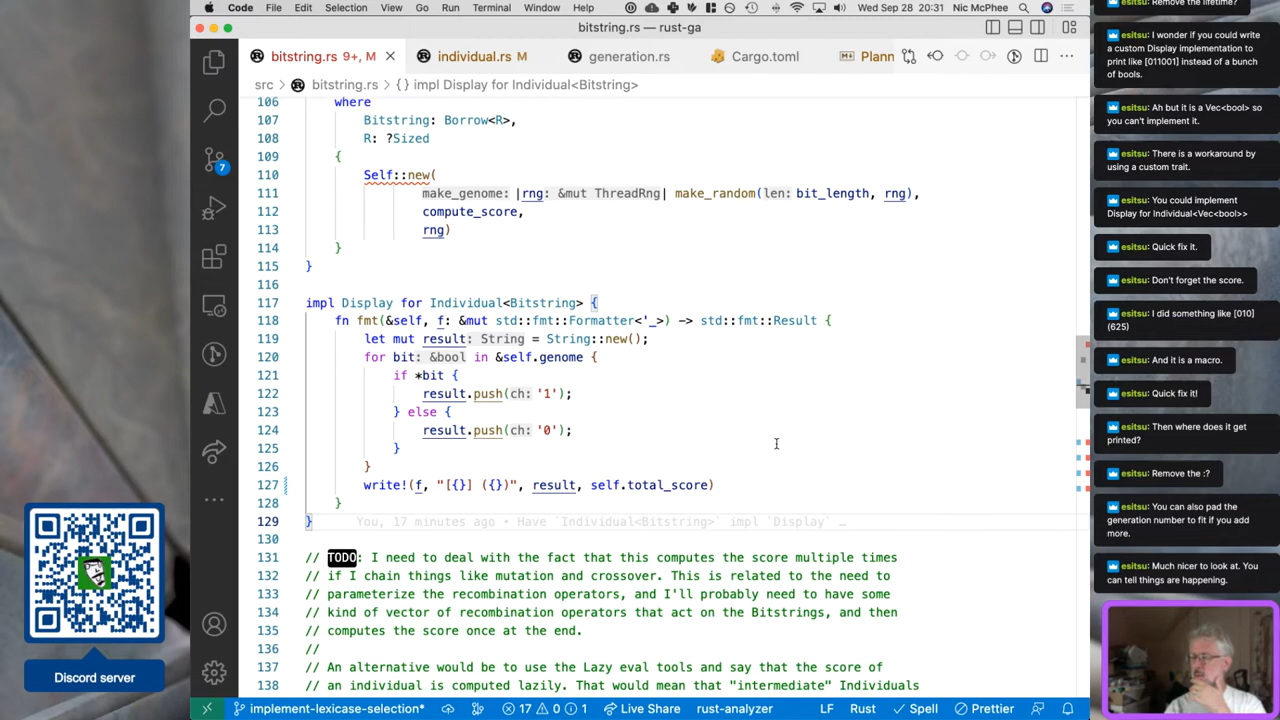 Code File Edit Selection View Go Run Terminal Window Help Wed Sep 28 20:31 Nic McPhee
bitstring.rs — rust-ga
bitstring.rs 9+, M individual.rs M generation.rs Cargo.toml Plann
src > bitstring.rs > {} impl Display for Individual<Bitstring>
106 where
107 Bitstring: Borrow<R>,
108 R: ?Sized
109 {
110 Self::new(
111 make_genome: |rng: &mut ThreadRng| make_random(len: bit_length, rng),
112 compute_score,
113 rng)
114 }
115 }
116
117 impl Display for Individual<Bitstring> {
118 fn fmt(&self, f: &mut std::fmt::Formatter<'_>) -> std::fmt::Result {
119 let mut result: String = String::new();
120 for bit: &bool in &self.genome {
121 if *bit {
122 result.push(ch: '1');
123 } else {
124 result.push(ch: '0');
125 }
126 }
127 write!(f, "[{}] ({})", result, self.total_score)
128 }
129 } You, 17 minutes ago • Have `Individual<Bitstring>` impl `Display` …
130
131 // TODO: I need to deal with the fact that this computes the score multiple times
132 // if I chain things like mutation and crossover. This is related to the need to
133 // parameterize the recombination operators, and I'll probably need to have some
134 // kind of vector of recombination operators that act on the Bitstrings, and then
135 // computes the score once at the end.
136 //
137 // An alternative would be to use the Lazy eval tools and say that the score of
138 // an individual is computed lazily. That would mean that "intermediate" Individuals
7
implement-lexicase-selection* 17 0 1 Live Share rust-analyzer LF Rust Spell Prettier
Discord server
Remove the lifetime?
esitsu: I wonder if you could write
a custom Display implementation to
print like [011001] instead of a bunch
of bools.
esitsu: Ah but it is a Vec<bool> so
you can't implement it.
esitsu: There is a workaround by
using a custom trait.
esitsu: You could implement
Display for Individual<Vec<bool>>
esitsu: Quick fix it.
esitsu: Don't forget the score.
esitsu: I did something like [010]
(625)
esitsu: And it is a macro.
esitsu: Quick fix it!
esitsu: Then where does it get
printed?
esitsu: Remove the :?
esitsu: You can also pad the
generation number to fit if you add
more.
esitsu: Much nicer to look at. You
can tell things are happening.